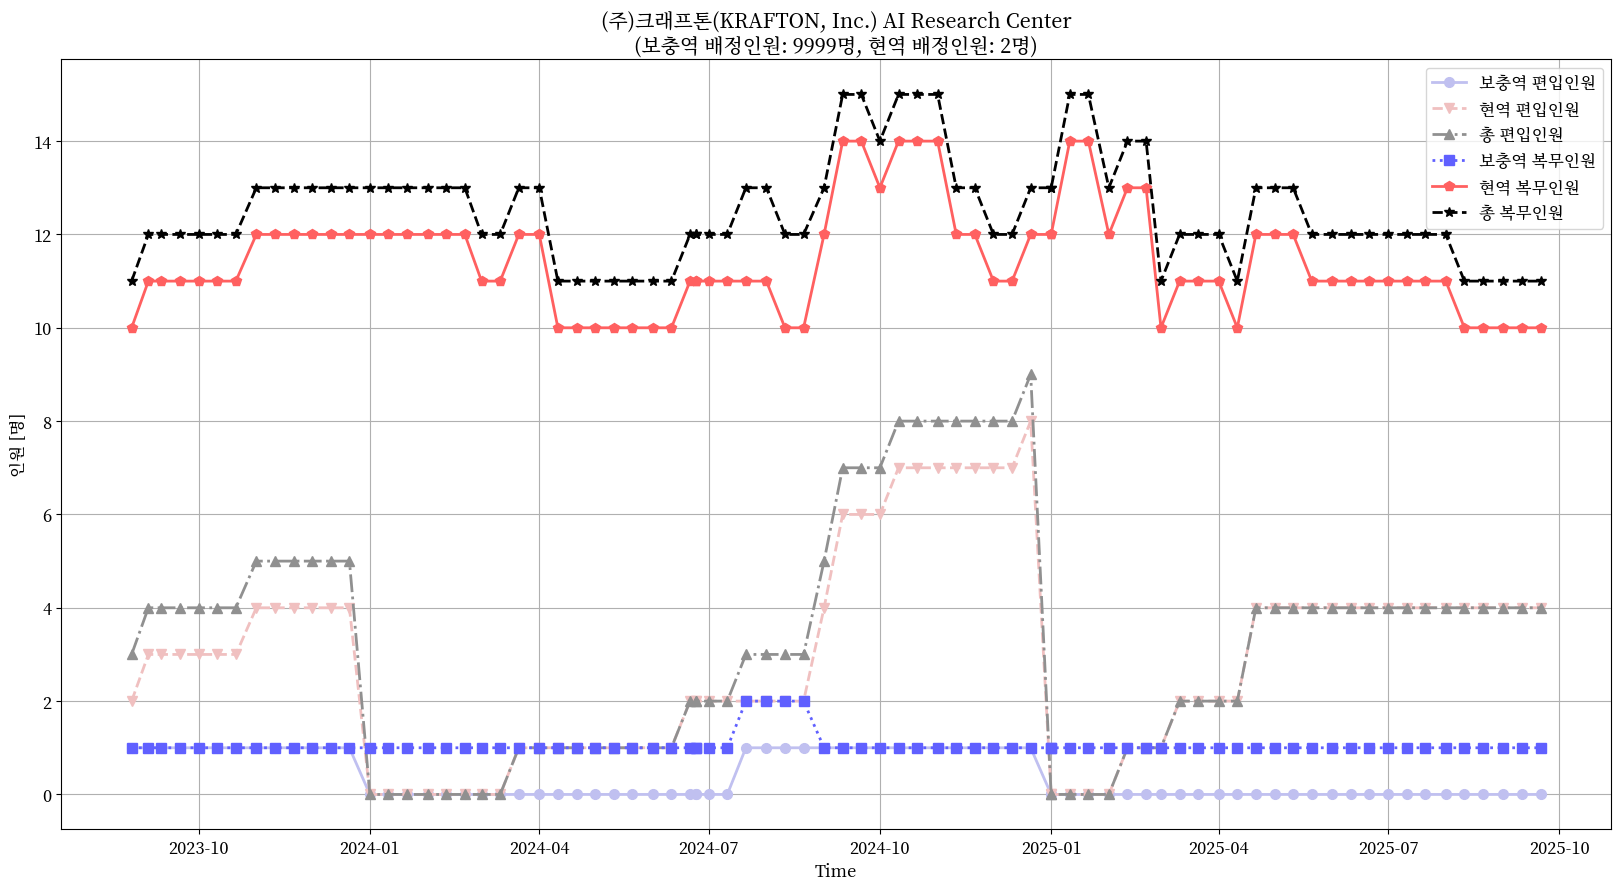 (주)크래프톤(KRAFTON, Inc.) AI Research Center
(보충역 배정인원: 9999명, 현역 배정인원: 2명)
보충역 편입인원
현역 편입인원
총 편입인원
보충역 복무인원
현역 복무인원
총 복무인원
인원 [명]
14
12
10
8
6
4
2
0
2023-10
2024-01
2024-04
2024-07
2024-10
2025-01
2025-04
2025-07
2025-10
Time